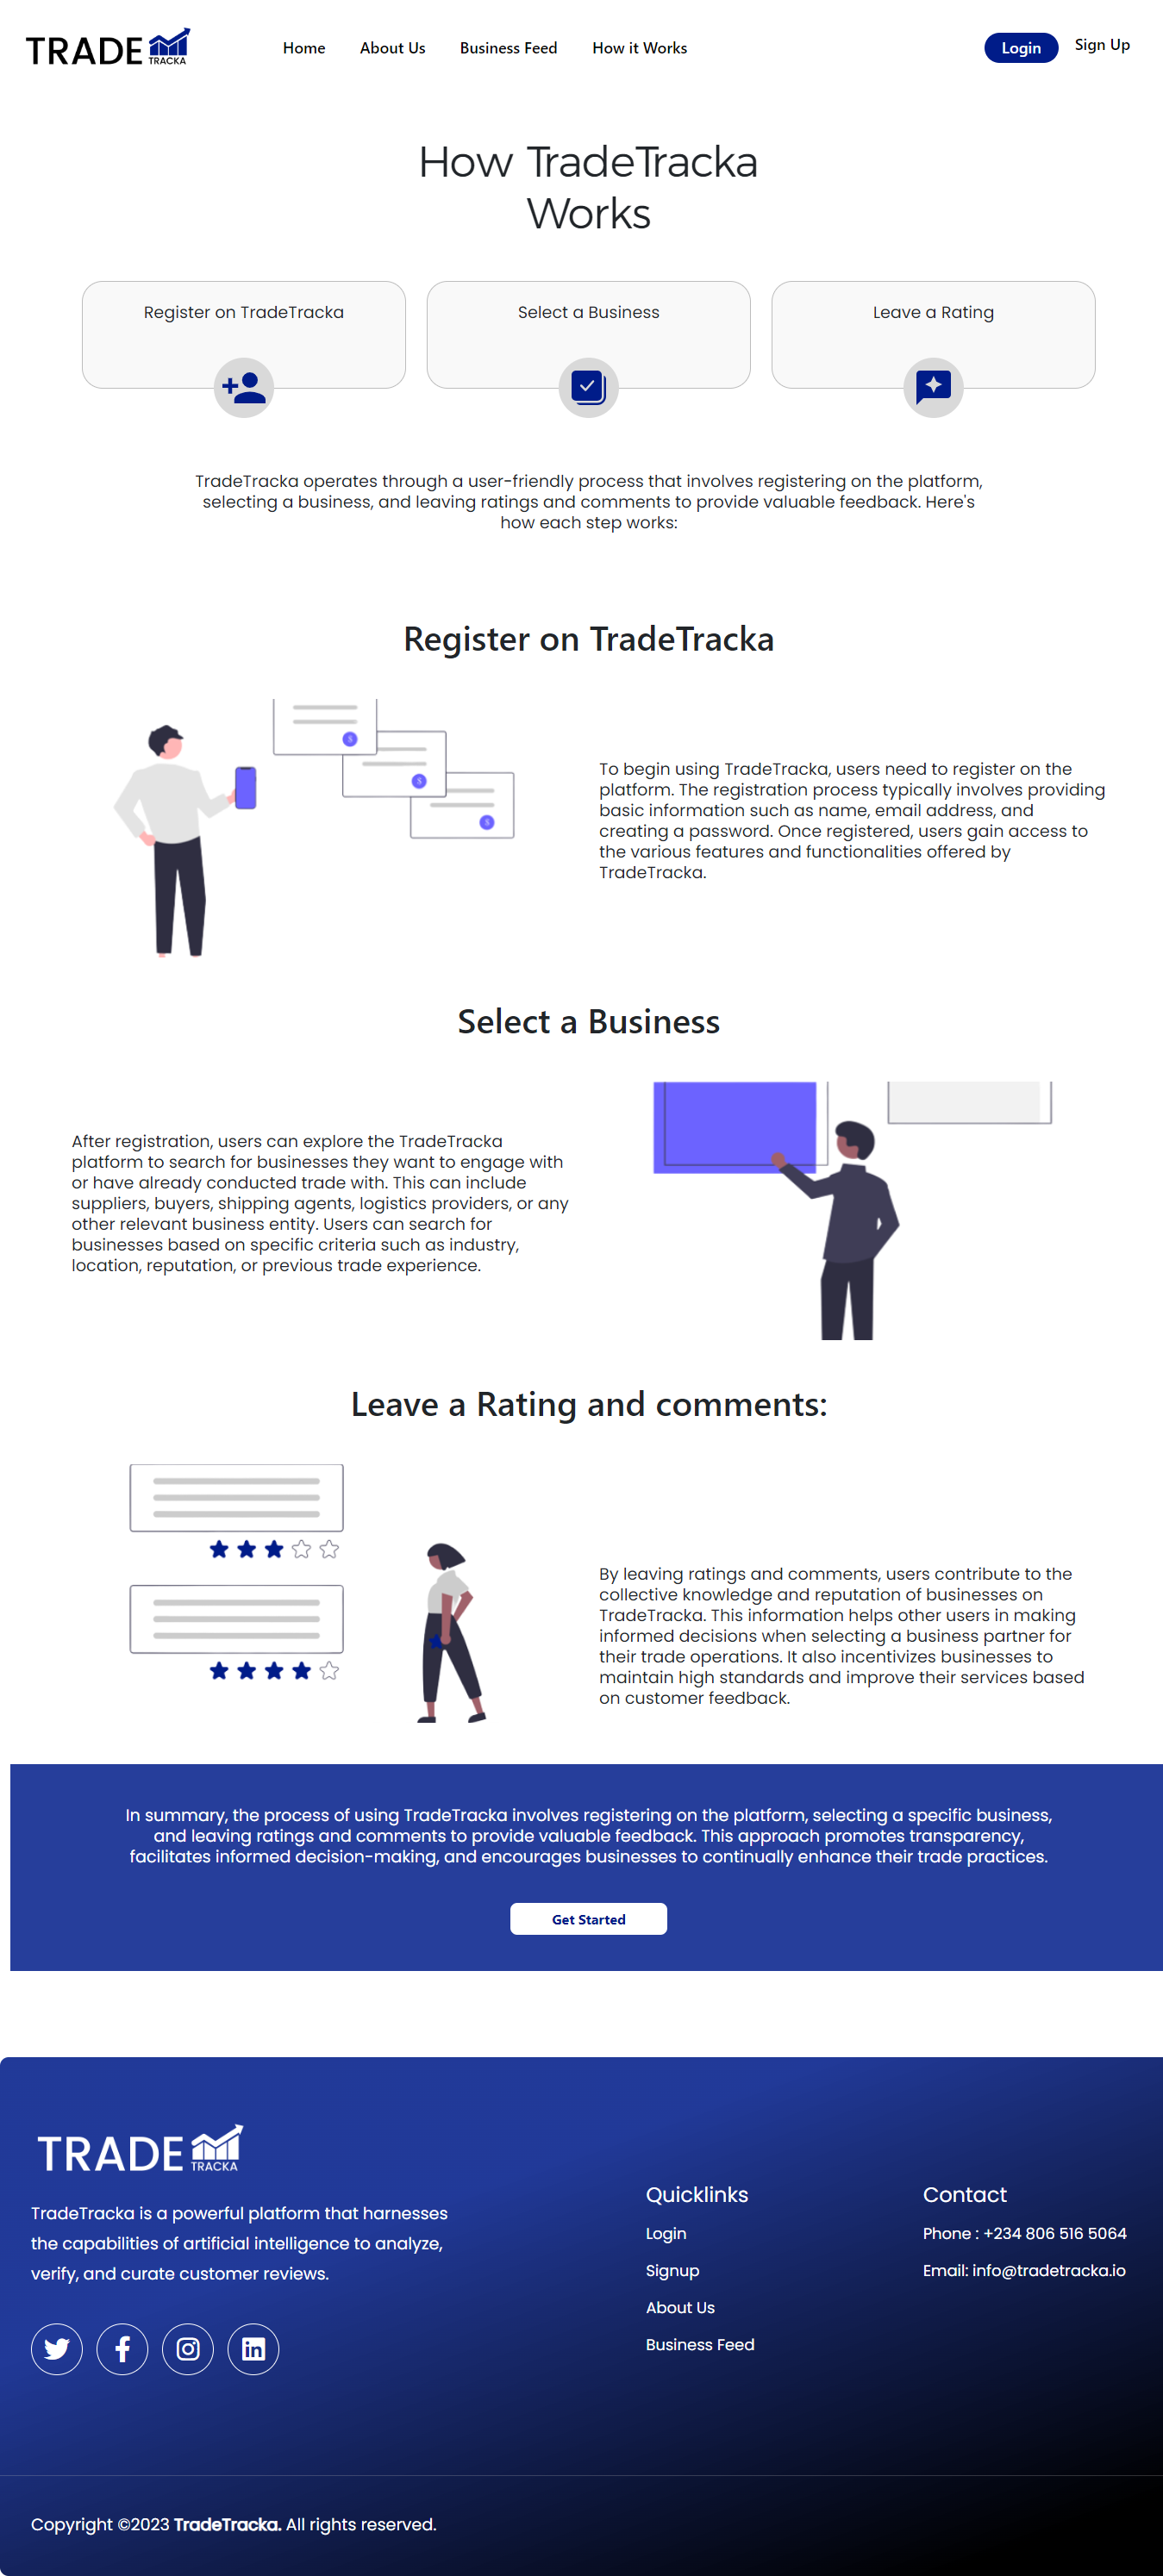 TRADE TRACKA
Home About Us Business Feed How it Works Login Sign Up
How TradeTracka
Works
Register on TradeTracka
Select a Business
Leave a Rating
TradeTracka operates through a user-friendly process that involves registering on the platform,
selecting a business, and leaving ratings and comments to provide valuable feedback. Here's
how each step works:
Register on TradeTracka
To begin using TradeTracka, users need to register on the
platform. The registration process typically involves providing
basic information such as name, email address, and
creating a password. Once registered, users gain access to
the various features and functionalities offered by
TradeTracka.
Select a Business
After registration, users can explore the TradeTracka
platform to search for businesses they want to engage with
or have already conducted trade with. This can include
suppliers, buyers, shipping agents, logistics providers, or any
other relevant business entity. Users can search for
businesses based on specific criteria such as industry,
location, reputation, or previous trade experience.
Leave a Rating and comments:
By leaving ratings and comments, users contribute to the
collective knowledge and reputation of businesses on
TradeTracka. This information helps other users in making
informed decisions when selecting a business partner for
their trade operations. It also incentivizes businesses to
maintain high standards and improve their services based
on customer feedback.
In summary, the process of using TradeTracka involves registering on the platform, selecting a specific business,
and leaving ratings and comments to provide valuable feedback. This approach promotes transparency,
facilitates informed decision-making, and encourages businesses to continually enhance their trade practices.
Get Started
TRADE TRACKA
TradeTracka is a powerful platform that harnesses
the capabilities of artificial intelligence to analyze,
verify, and curate customer reviews.
Quicklinks
Login
Signup
About Us
Business Feed
Contact
Phone : +234 806 516 5064
Email: info@tradetracka.io
Copyright ©2023 TradeTracka. All rights reserved.